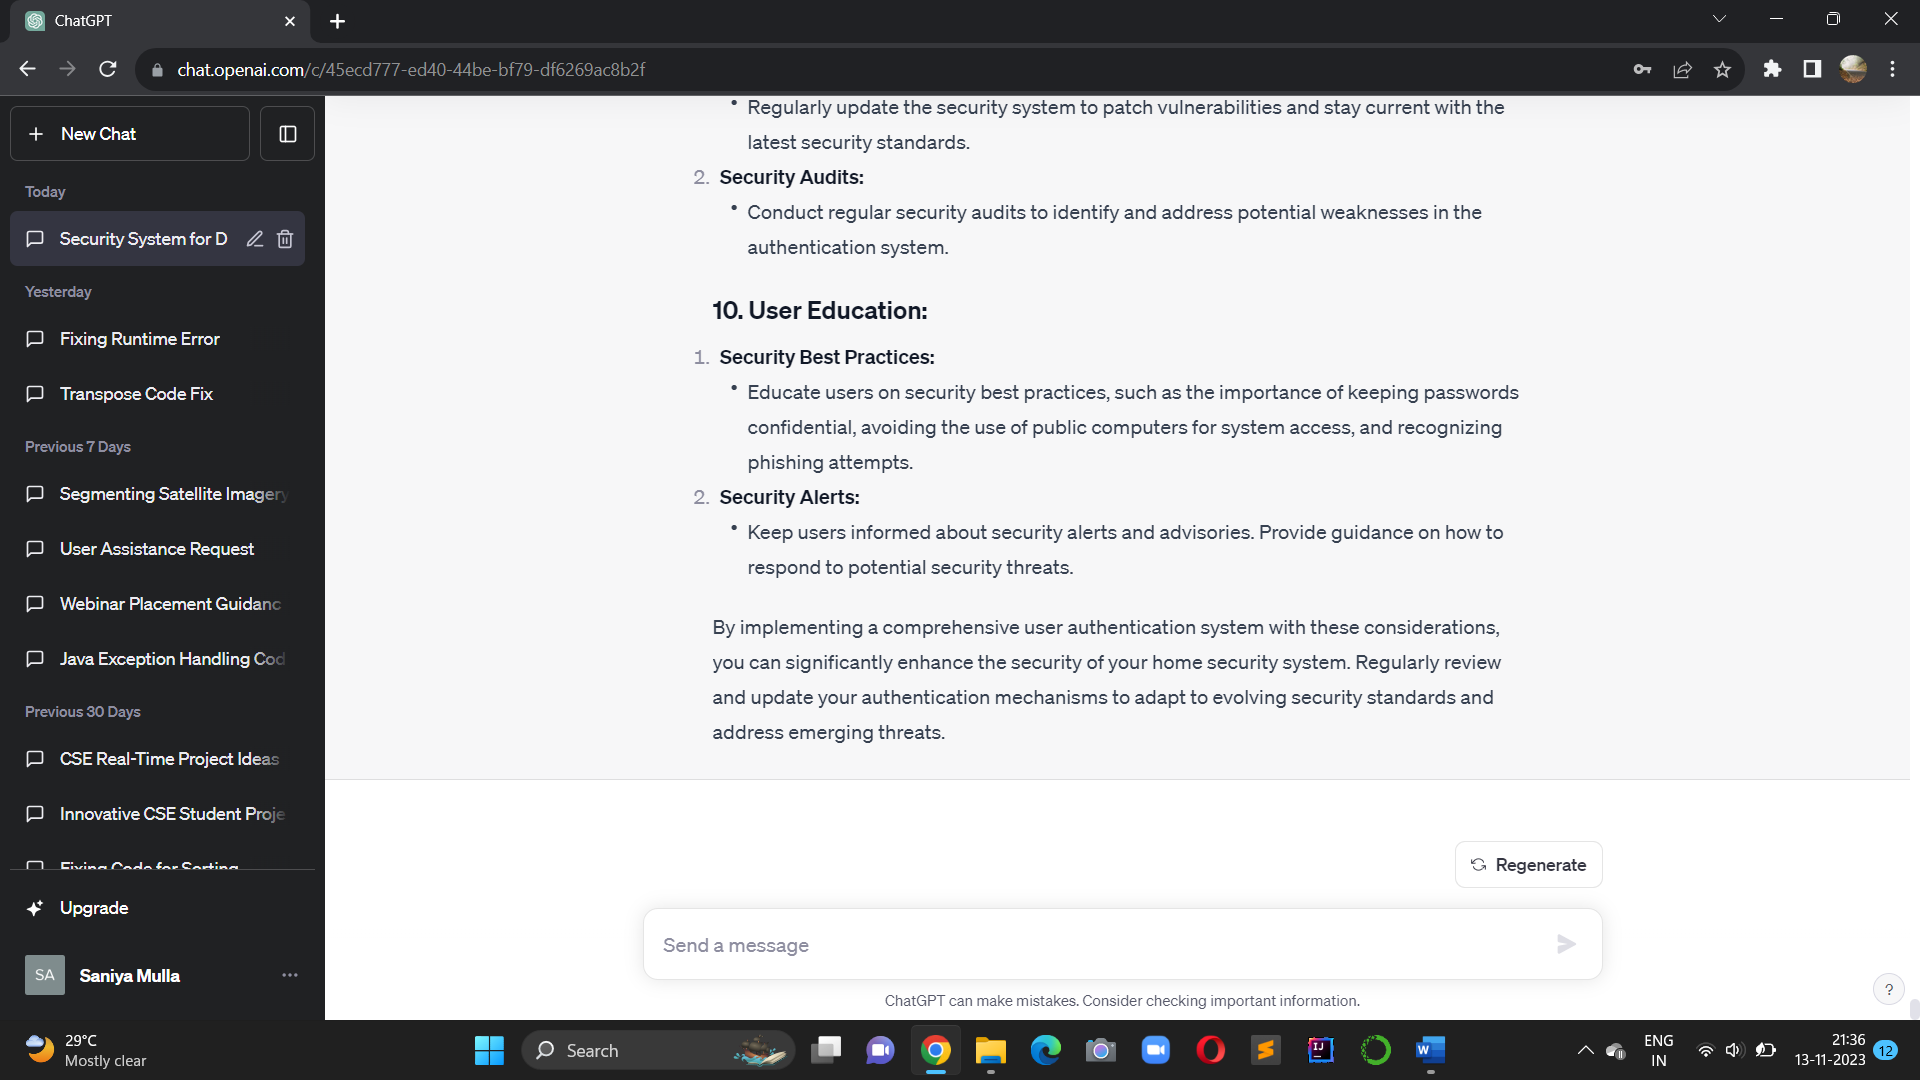 ChatGPT
chat.openai.com/c/45ecd777-ed40-44be-bf79-df6269ac8b2f
New Chat
Today
Security System for D
Yesterday
Fixing Runtime Error
Transpose Code Fix
Previous 7 Days
Segmenting Satellite Imagery
User Assistance Request
Webinar Placement Guidanc
Java Exception Handling Cod
Previous 30 Days
CSE Real-Time Project Ideas
Innovative CSE Student Proje
Fixing Code for Sorting
Upgrade
SA Saniya Mulla
• Regularly update the security system to patch vulnerabilities and stay current with the
latest security standards.
2. Security Audits:
• Conduct regular security audits to identify and address potential weaknesses in the
authentication system.
10. User Education:
1. Security Best Practices:
• Educate users on security best practices, such as the importance of keeping passwords
confidential, avoiding the use of public computers for system access, and recognizing
phishing attempts.
2. Security Alerts:
• Keep users informed about security alerts and advisories. Provide guidance on how to
respond to potential security threats.
By implementing a comprehensive user authentication system with these considerations,
you can significantly enhance the security of your home security system. Regularly review
and update your authentication mechanisms to adapt to evolving security standards and
address emerging threats.
Regenerate
Send a message
ChatGPT can make mistakes. Consider checking important information.
?
29°C
Mostly clear
Search
IJ
W
ENG
IN
21:36
13-11-2023
12